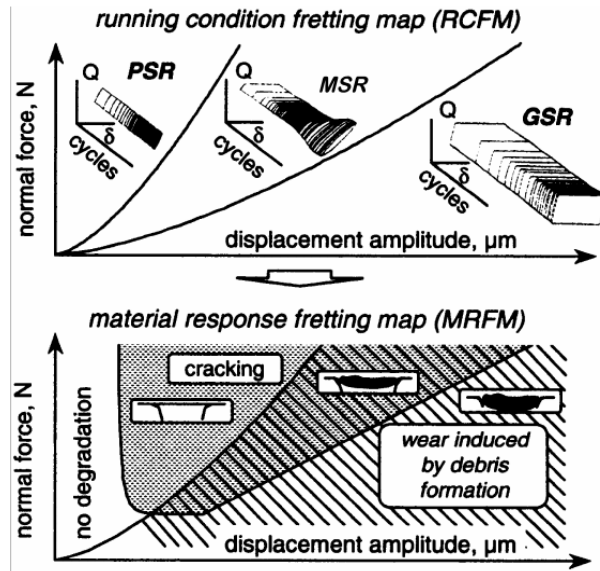 running condition fretting map (RCFM)
normal force, N
Q
PSR
δ
cycles
Q
MSR
δ
cycles
Q
GSR
δ
cycles
displacement amplitude, µm
material response fretting map (MRFM)
normal force, N
no degradation
cracking
wear induced
by debris
formation
displacement amplitude, µm